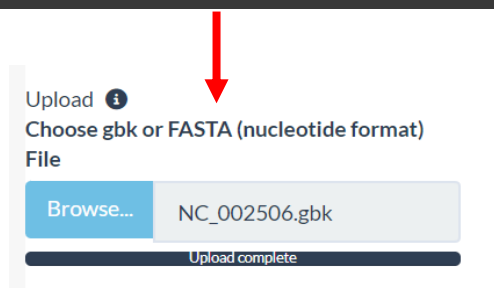 Upload
Choose gbk or FASTA (nucleotide format)
File
Browse... NC_002506.gbk
Upload complete